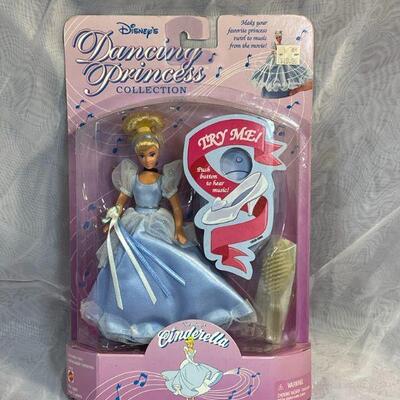 Disney's
Dancing
Princess
COLLECTION
Make your
favorite princess
twirl to music
from the movie!
TRY ME!
Push
button
to hear
music!
Cinderella
WARNING: